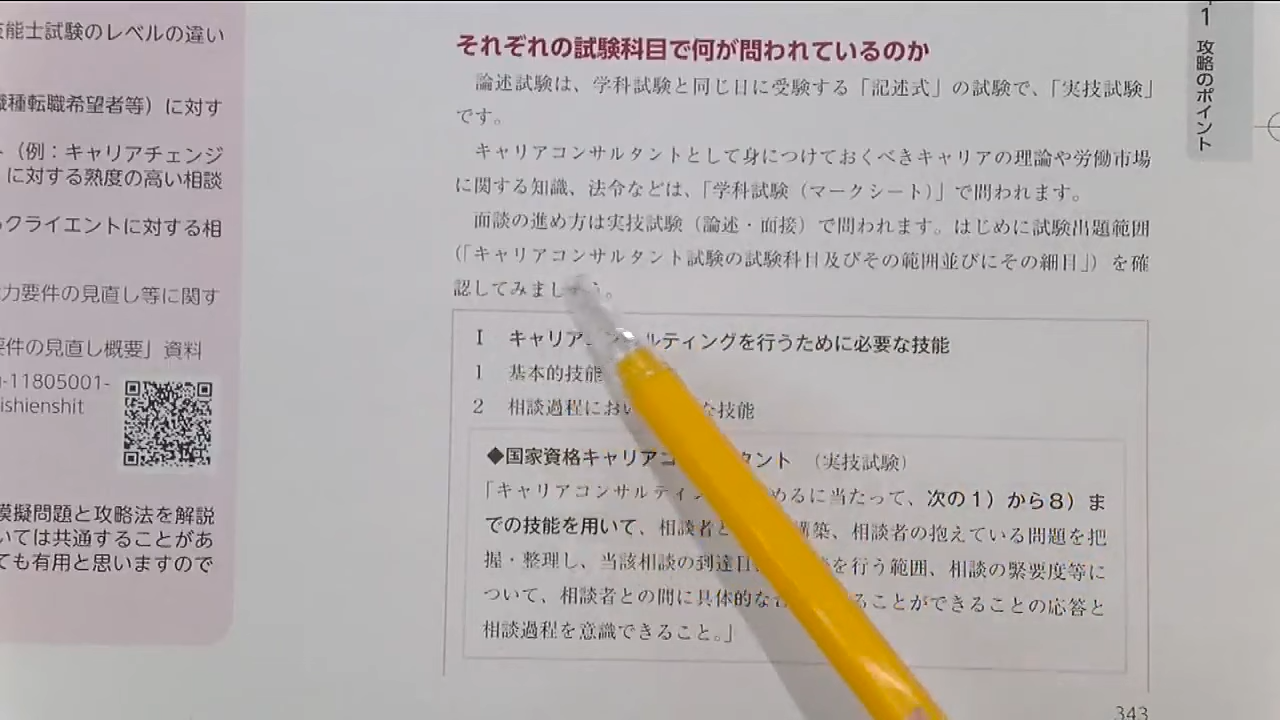 技能士試験のレベルの違い
職種転職希望者等）に対す
（例：キャリアチェンジ
に対する熟度の高い相談
クライエントに対する相
力要件の見直し等に関す
要件の見直し概要」資料
-11805001-
ishienshit
模擬問題と攻略法を解説
いては共通することがあ
ても有用と思いますので
それぞれの試験科目で何が問われているのか
論述試験は、学科試験と同じ日に受験する「記述式」の試験で、「実技試験」
です。
キャリアコンサルタントとして身につけておくべきキャリアの理論や労働市場
に関する知識、法令などは、「学科試験（マークシート）」で問われます。
面談の進め方は実技試験（論述・面接）で問われます。はじめに試験出題範囲
（「キャリアコンサルタント試験の試験科目及びその範囲並びにその細目」）を確
認してみましょう。
Ⅰ キャリア ルティングを行うために必要な技能
1 基本的技能
2 相談過程にお な技能
◆国家資格キャリアコ タント （実技試験）
「キャリアコンサルティン めるに当たって、次の1）から8）ま
での技能を用いて、相談者と 構築、相談者の抱えている問題を把
握・整理し、当該相談の到達目 を行う範囲、相談の緊要度等に
ついて、相談者との間に具体的な ることができることの応答と
相談過程を意識できること。」
343
1 攻略のポイント